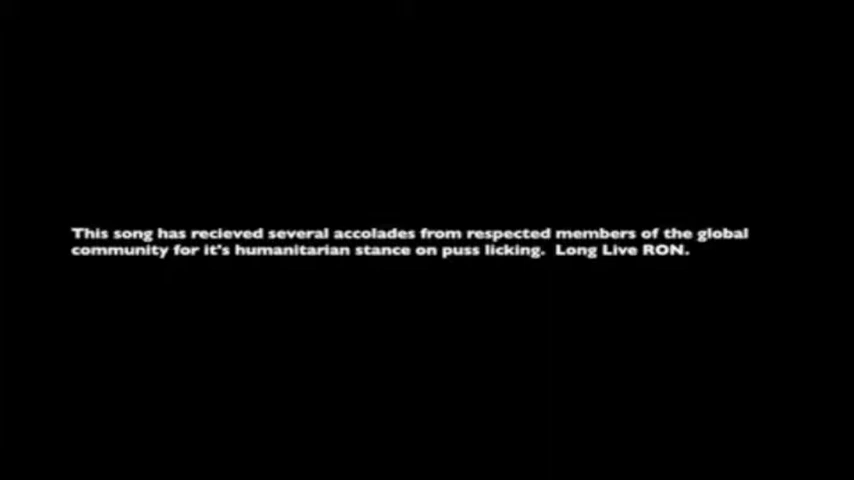 This song has recieved several accolades from respected members of the global
community for it's humanitarian stance on puss licking.  Long Live RON.